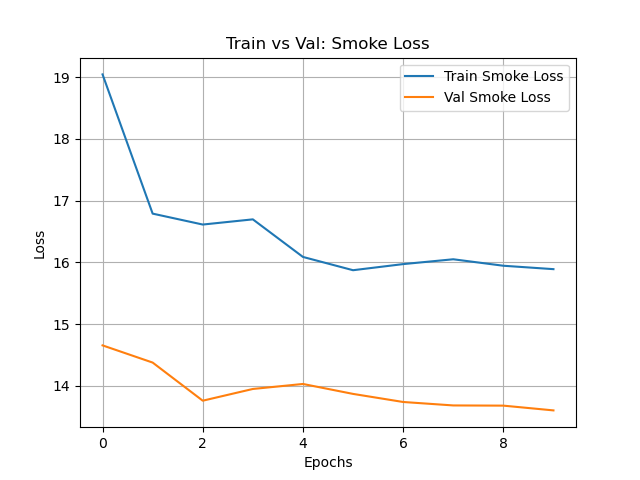 Train vs Val: Smoke Loss
Train Smoke Loss
Val Smoke Loss
19
18
17
16
15
14
Loss
0 2 4 6 8
Epochs